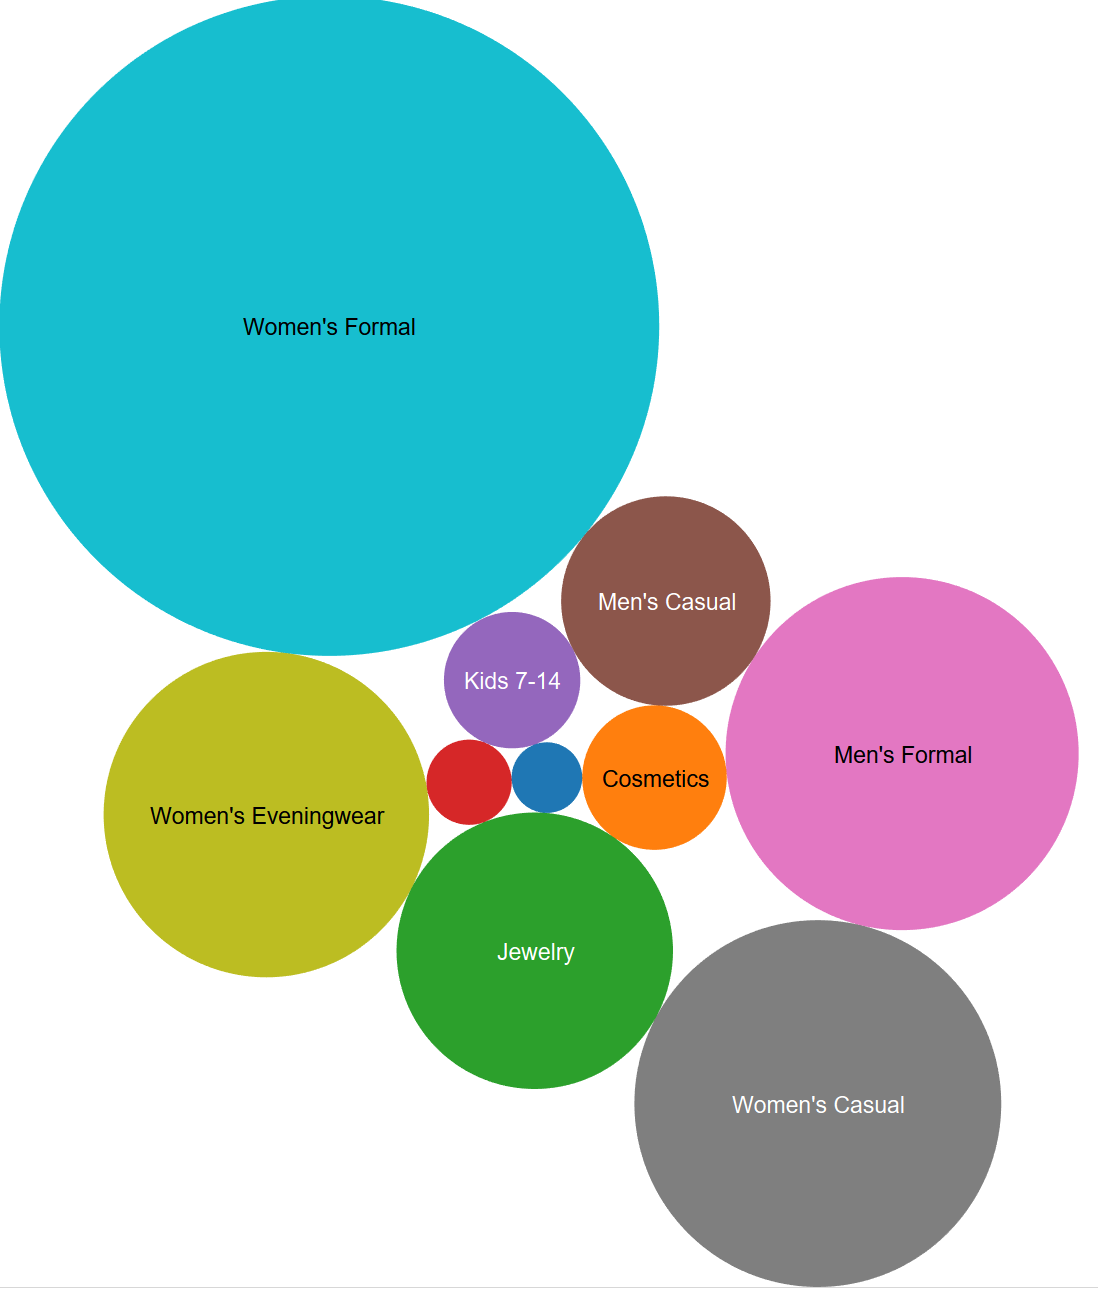 Women's Formal
Men's Casual
Kids 7-14
Men's Formal
Cosmetics
Women's Eveningwear
Jewelry
Women's Casual